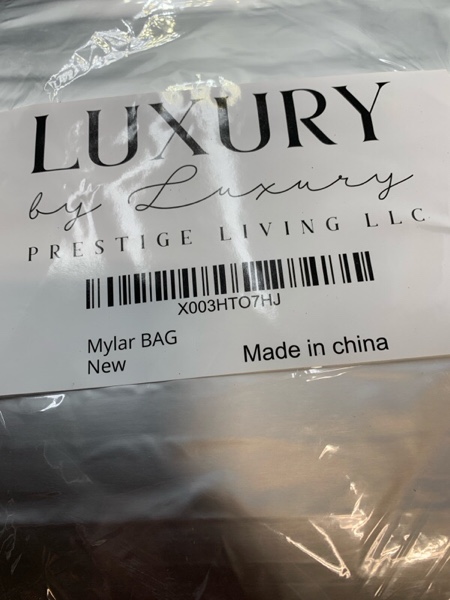 LUXURY
by Luxury
PRESTIGE LIVING LLC
X003HTO7HJ
Mylar BAG
New
Made in china